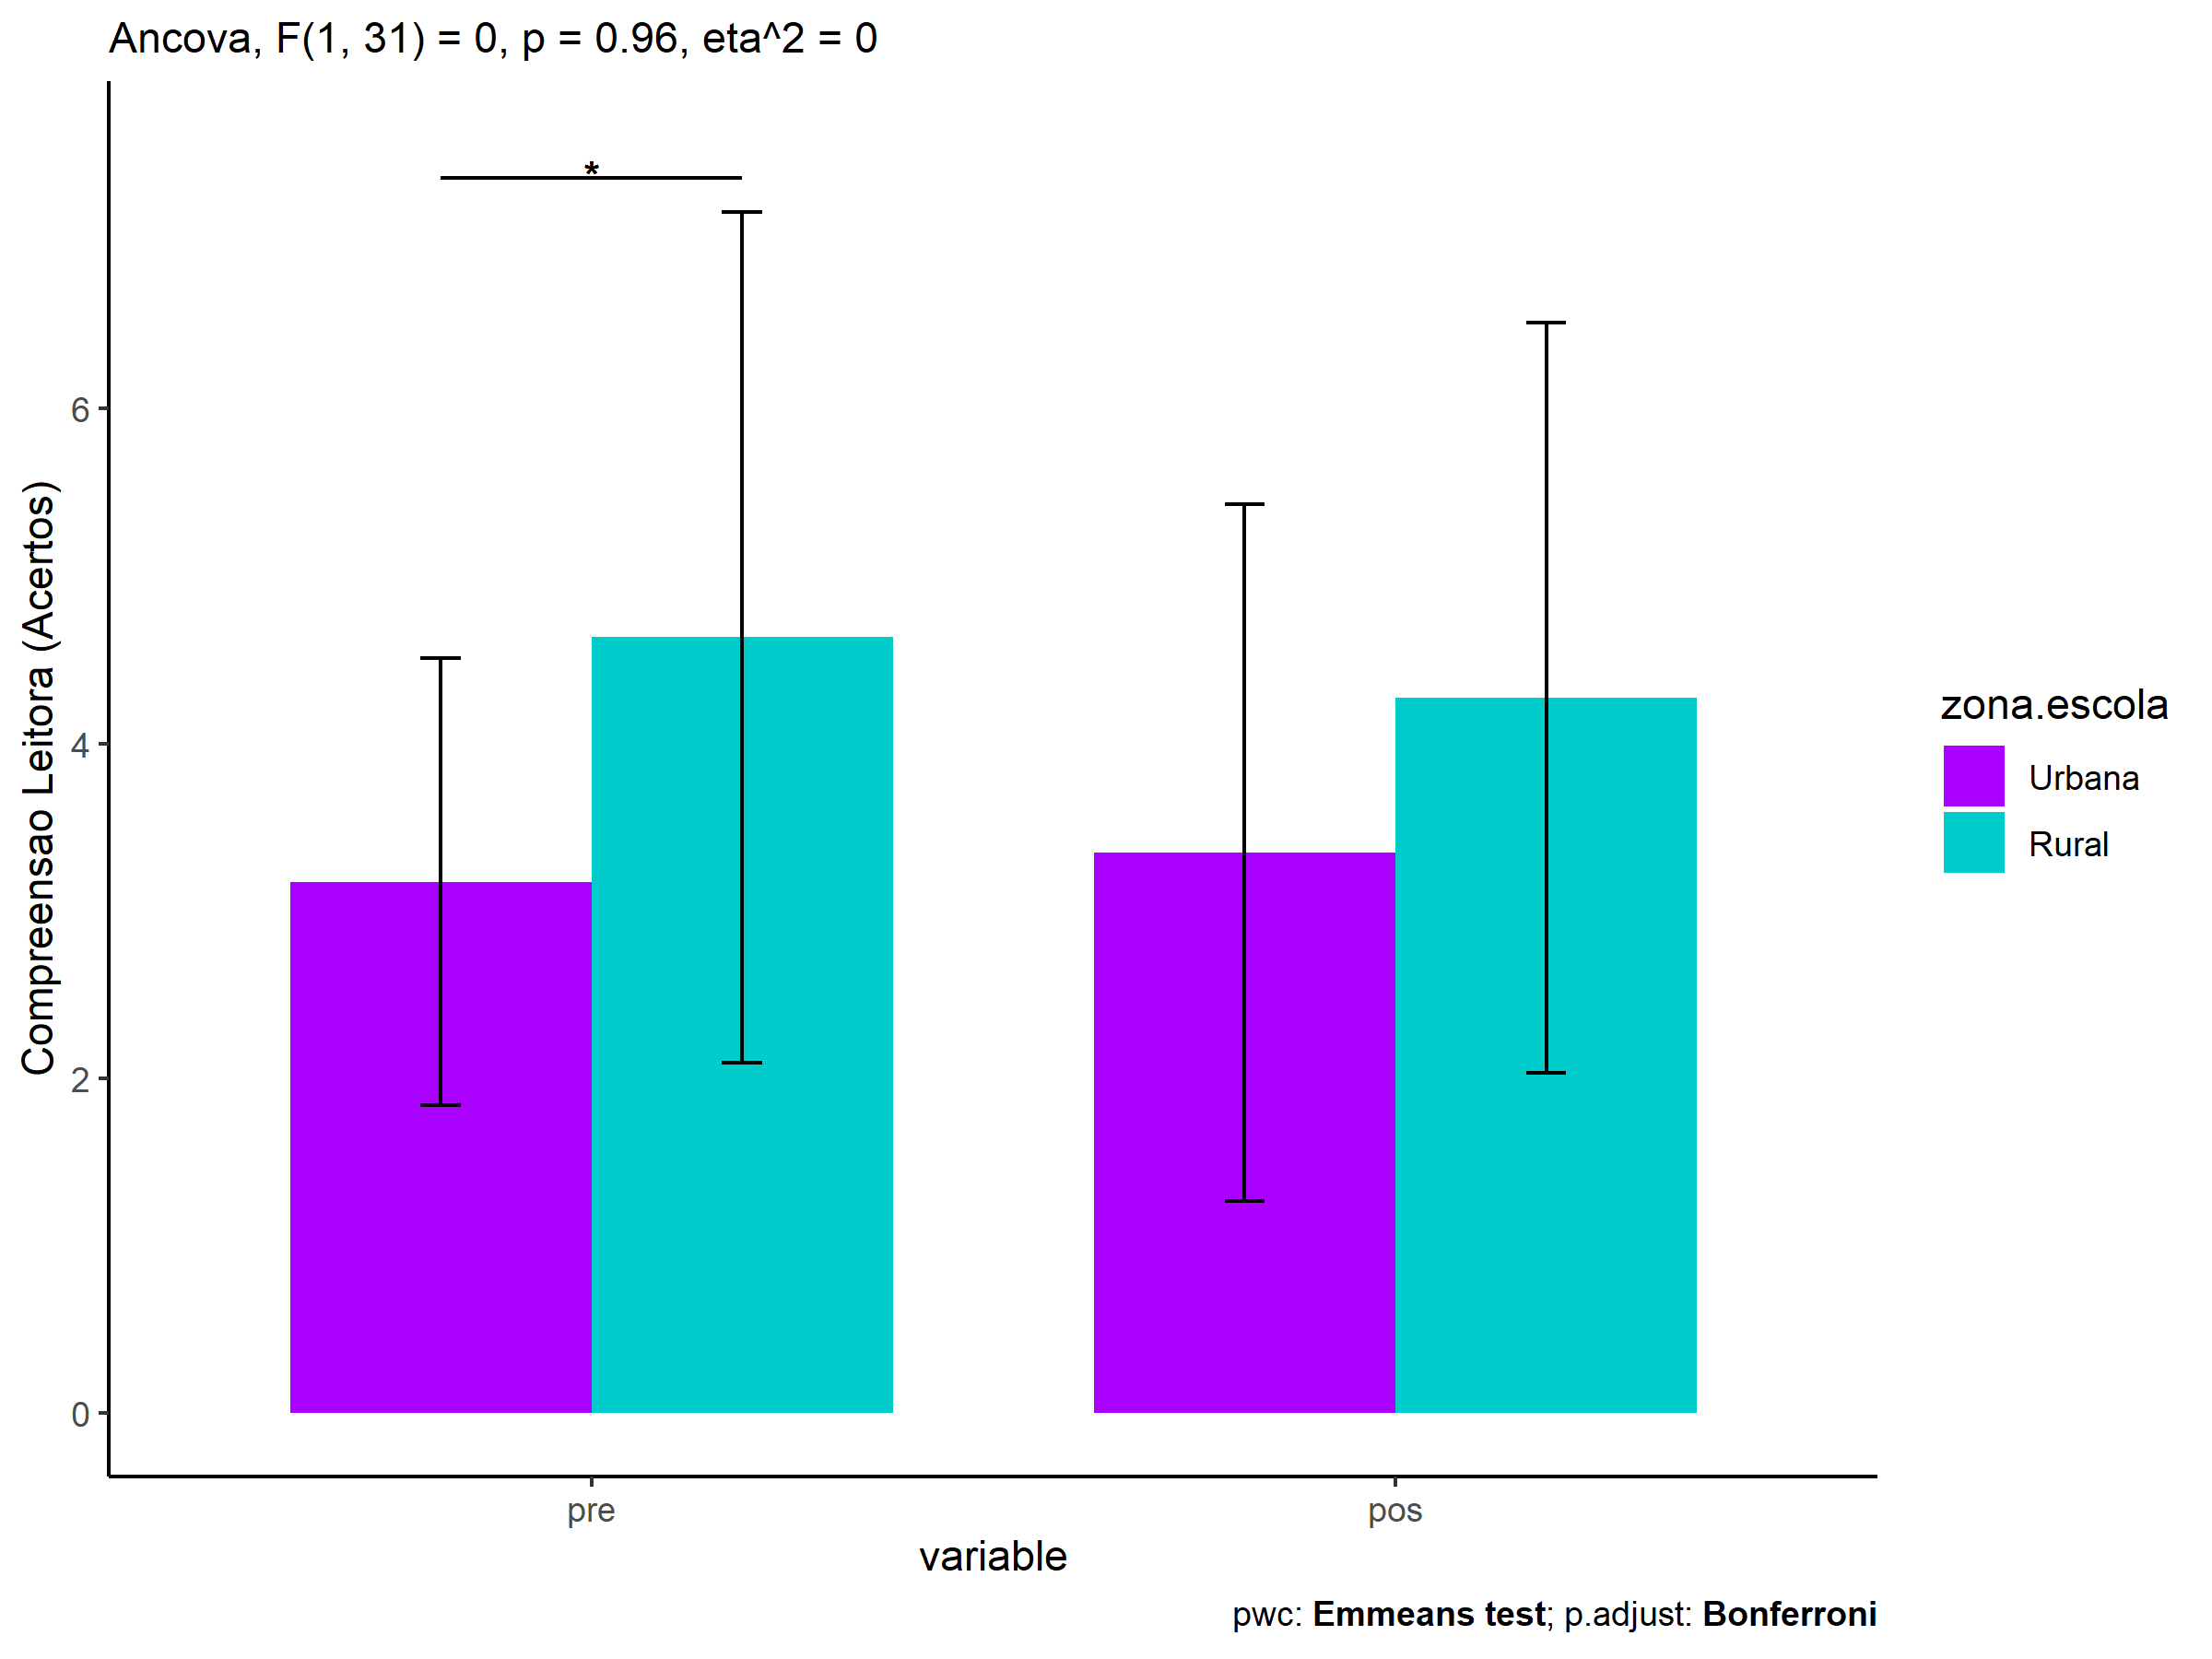 Ancova, F(1, 31) = 0, p = 0.96, eta^2 = 0
*
6
4
2
0
Compreensao Leitora (Acertos)
pre
pos
variable
zona.escola
Urbana
Rural
pwc: Emmeans test; p.adjust: Bonferroni